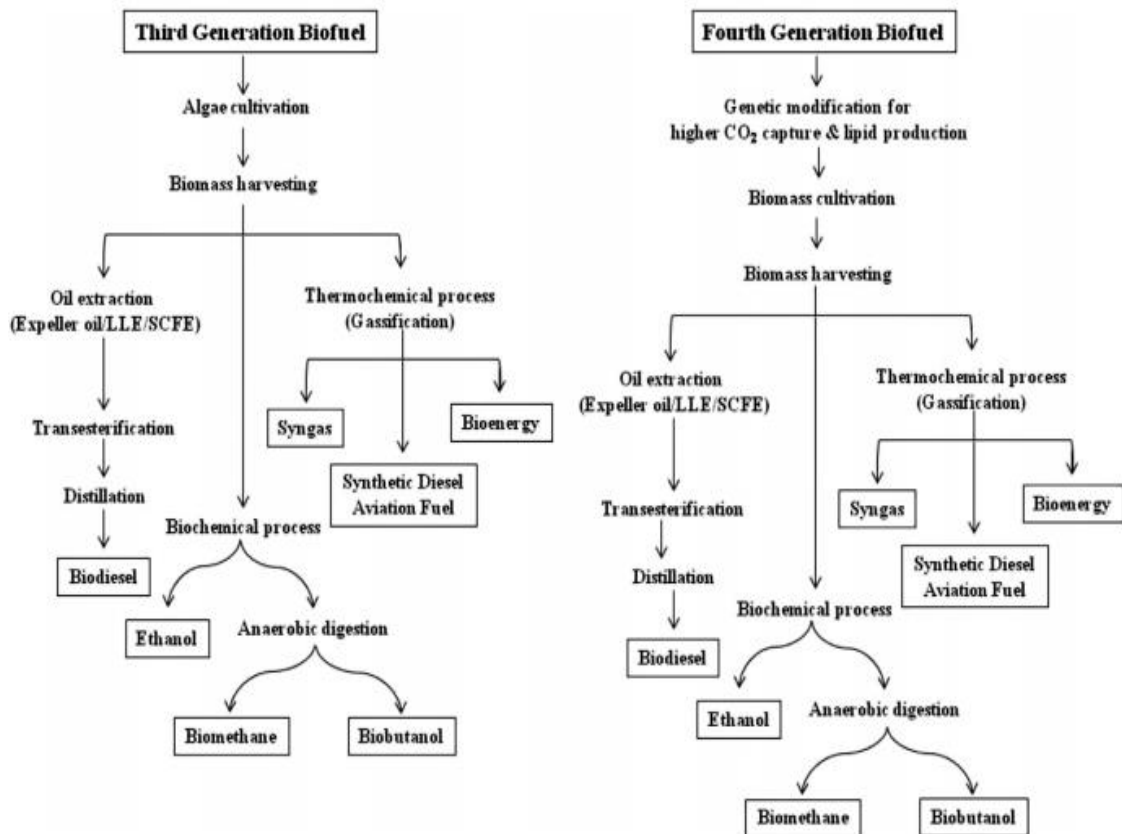 Third Generation Biofuel
Algae cultivation
Biomass harvesting
Oil extraction
(Expeller oil/LLE/SCFE)
Thermochemical process
(Gassification)
Transesterification
Syngas
Bioenergy
Distillation
Synthetic Diesel
Aviation Fuel
Biochemical process
Biodiesel
Ethanol
Anaerobic digestion
Biomethane
Biobutanol
Fourth Generation Biofuel
Genetic modification for
higher CO₂ capture & lipid production
Biomass cultivation
Biomass harvesting
Oil extraction
(Expeller oil/LLE/SCFE)
Thermochemical process
(Gassification)
Transesterification
Syngas
Bioenergy
Distillation
Synthetic Diesel
Aviation Fuel
Biochemical process
Biodiesel
Ethanol
Anaerobic digestion
Biomethane
Biobutanol